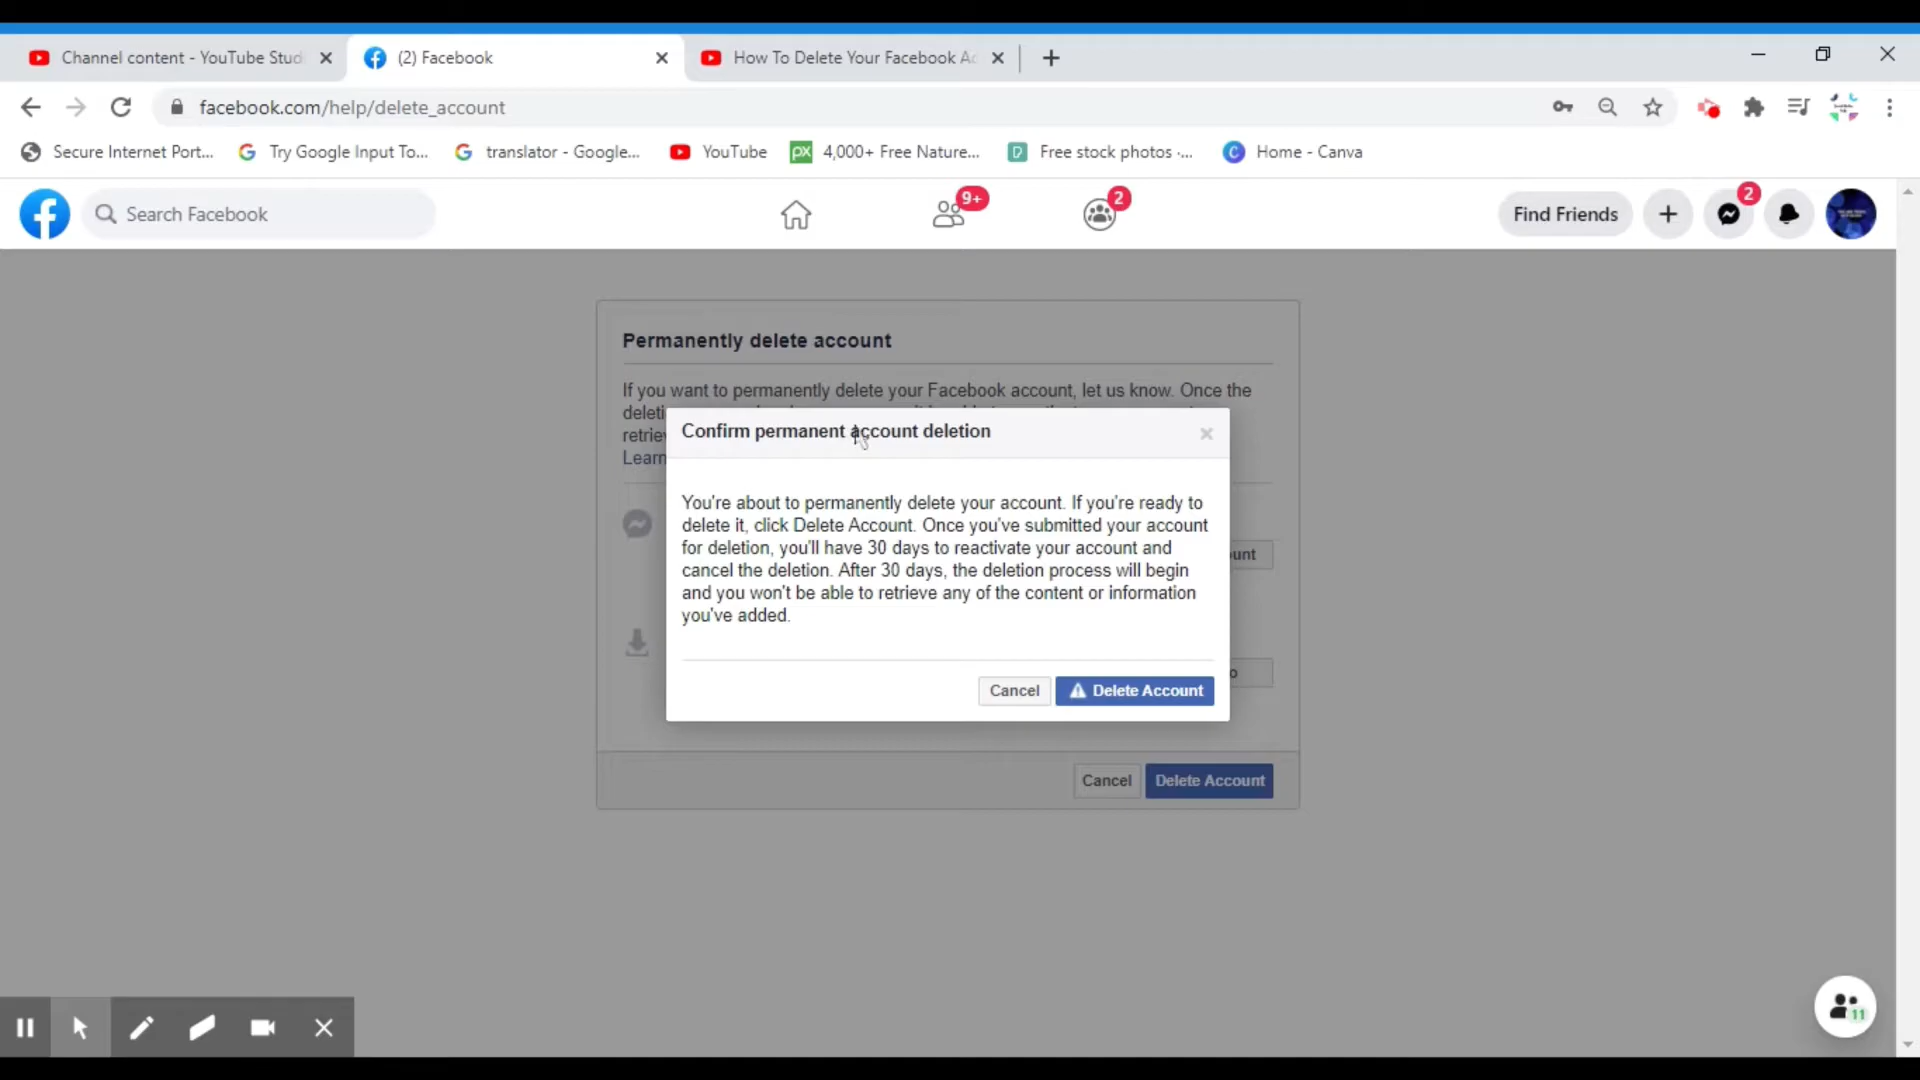 Channel content - YouTube Stud
(2) Facebook
How To Delete Your Facebook Ac
facebook.com/help/delete_account
Secure Internet Port...
Try Google Input To...
translator - Google...
YouTube
PX 4,000+ Free Nature...
Free stock photos ·...
C Home - Canva
Search Facebook
9+
2
Find Friends
2
Permanently delete account
If you want to permanently delete your Facebook account, let us know. Once the
deleti
retrie
Learn
Confirm permanent account deletion
You're about to permanently delete your account. If you're ready to
delete it, click Delete Account. Once you've submitted your account
for deletion, you'll have 30 days to reactivate your account and
cancel the deletion. After 30 days, the deletion process will begin
and you won't be able to retrieve any of the content or information
you've added.
unt
o
Cancel
Delete Account
Cancel
Delete Account
11